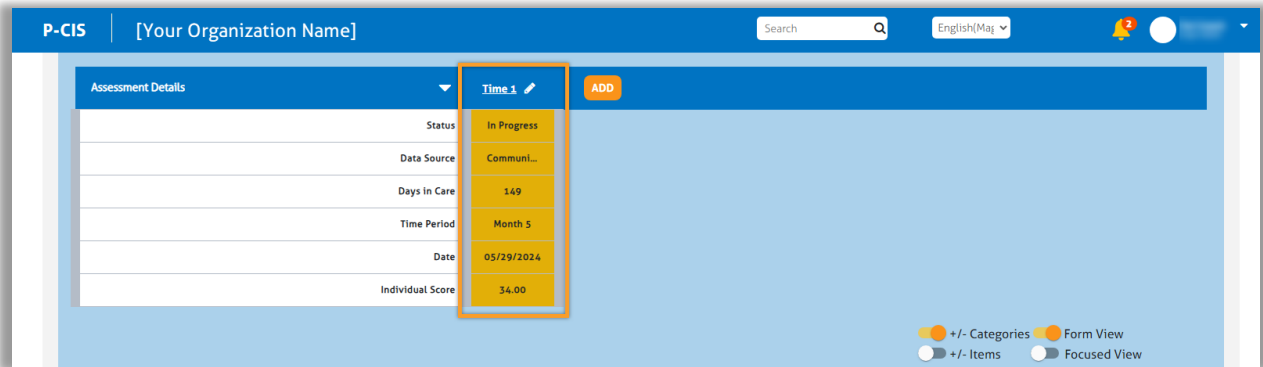 P-CIS [Your Organization Name] Search English(Mag 2
Assessment Details Time 1 ADD
Status In Progress
Data Source Communi...
Days in Care 149
Time Period Month 5
Date 05/29/2024
Individual Score 34.00
+/- Categories Form View
+/- Items Focused View